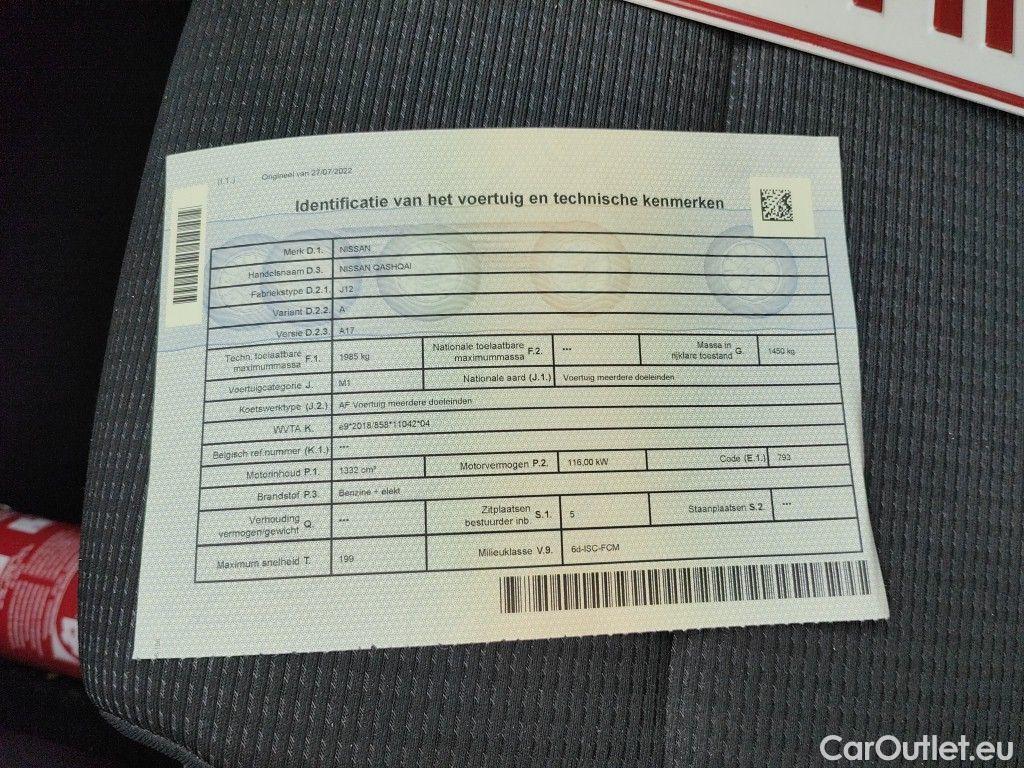 (I.1.) Origineel van 27/07/2022
Identificatie van het voertuig en technische kenmerken
Merk D.1. NISSAN
Handelsnaam D.3. NISSAN QASHQAI
Fabriekstype D.2.1. J12
Variant D.2.2. A
Versie D.2.3. A17
Techn. toelaatbare maximummassa F.1. 1985 kg Nationale toelaatbare maximummassa F.2. --- Massa in rijklare toestand G. 1450 kg
Voertuigcategorie J. M1 Nationale aard (J.1.) Voertuig meerdere doeleinden
Koetswerktype (J.2.) AF Voertuig meerdere doeleinden
WVTA K. e9*2018/858*11042*04
Belgisch ref.nummer (K.1.) ---
Motorinhoud P.1. 1332 cm³ Motorvermogen P.2. 116,00 kW Code (E.1.) 793
Brandstof P.3. Benzine + elekt
Verhouding vermogen/gewicht Q. --- Zitplaatsen bestuurder inb. S.1. 5 Staanplaatsen S.2. ---
Maximum snelheid T. 199 Milieuklasse V.9. 6d-ISC-FCM
CarOutlet.eu